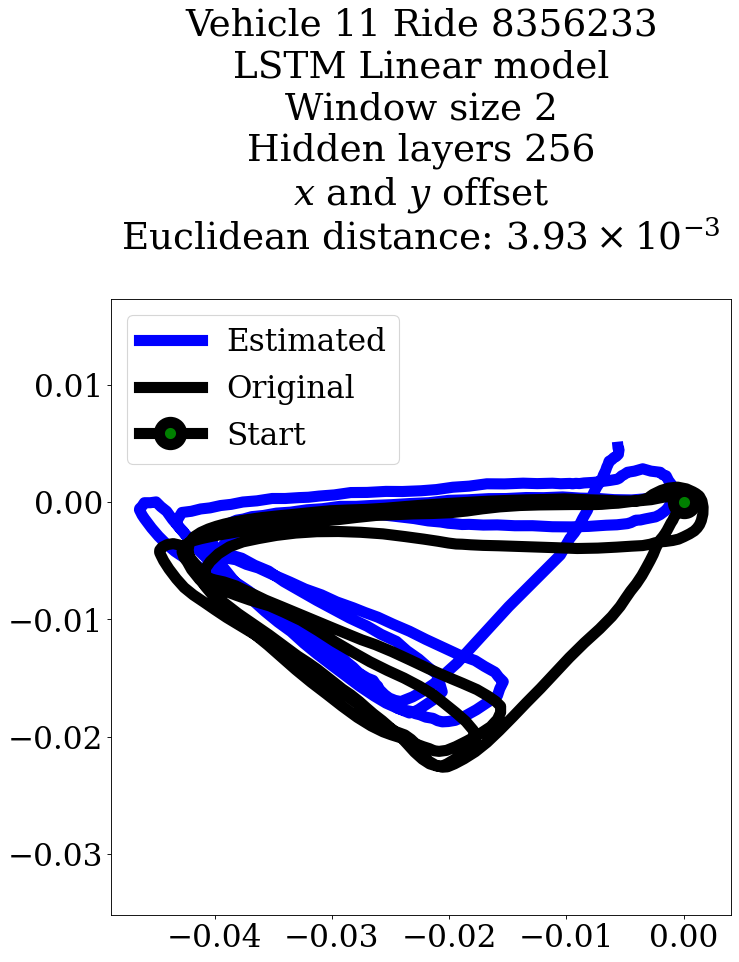 Vehicle 11 Ride 8356233
LSTM Linear model
Window size 2
Hidden layers 256
x and y offset
Euclidean distance: 3.93 × 10⁻³
Estimated
Original
Start
0.01
0.00
−0.01
−0.02
−0.03
−0.04 −0.03 −0.02 −0.01 0.00